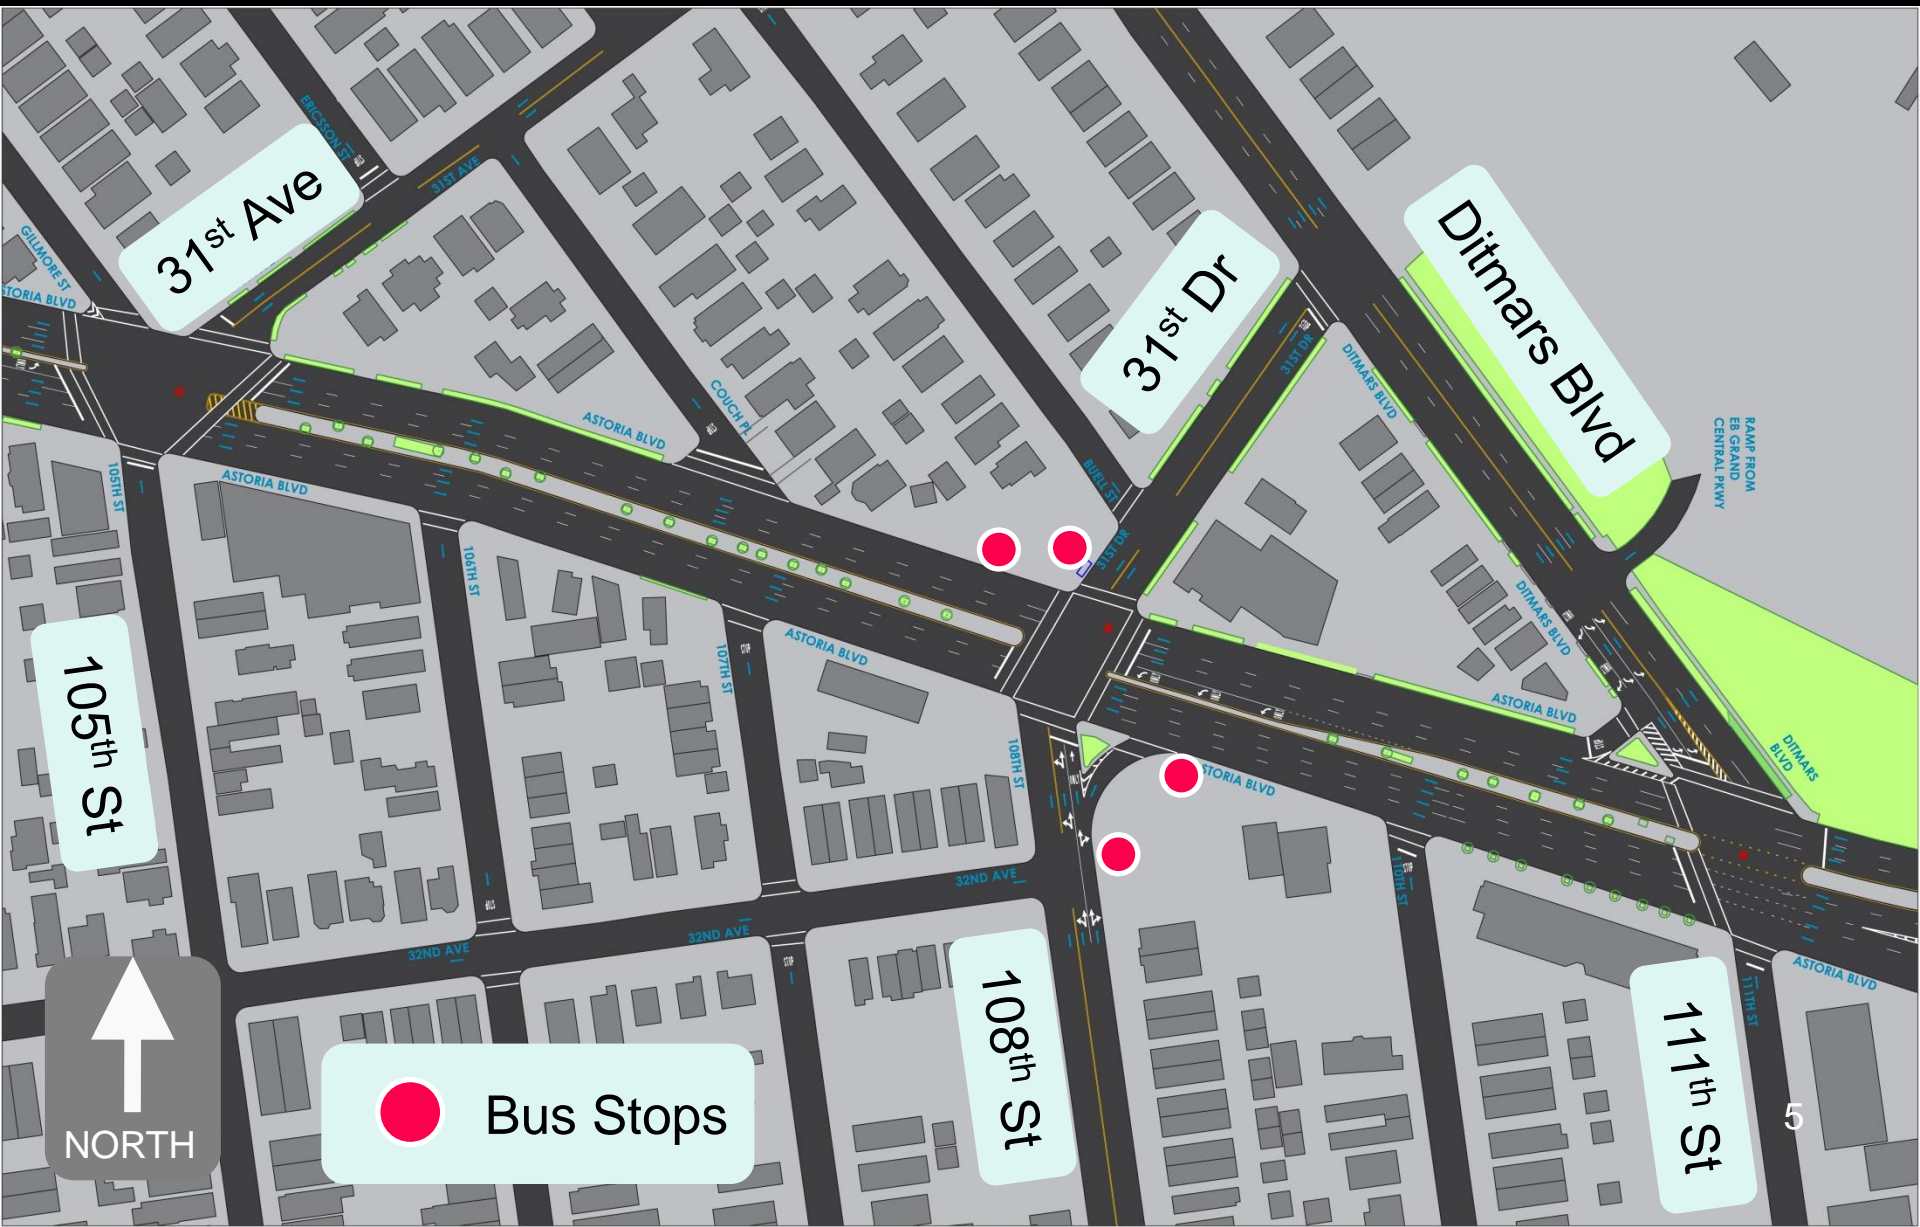 ERICSSON ST
31ST AVE
31st Ave
GILLMORE ST
STORIA BLVD
31st Dr
31ST DR
Ditmars Blvd
DITMARS BLVD
RAMP FROM
EB GRAND
CENTRAL PKWY
COUCH PL
ASTORIA BLVD
BUELL ST
31ST DR
105TH ST
ASTORIA BLVD
106TH ST
DITMARS BLVD
107TH ST
ASTORIA BLVD
ASTORIA BLVD
108TH ST
STORIA BLVD
DITMARS
BLVD
105th St
110TH ST
32ND AVE
32ND AVE
32ND AVE
ASTORIA BLVD
111TH ST
108th St
111th St
NORTH
Bus Stops
5